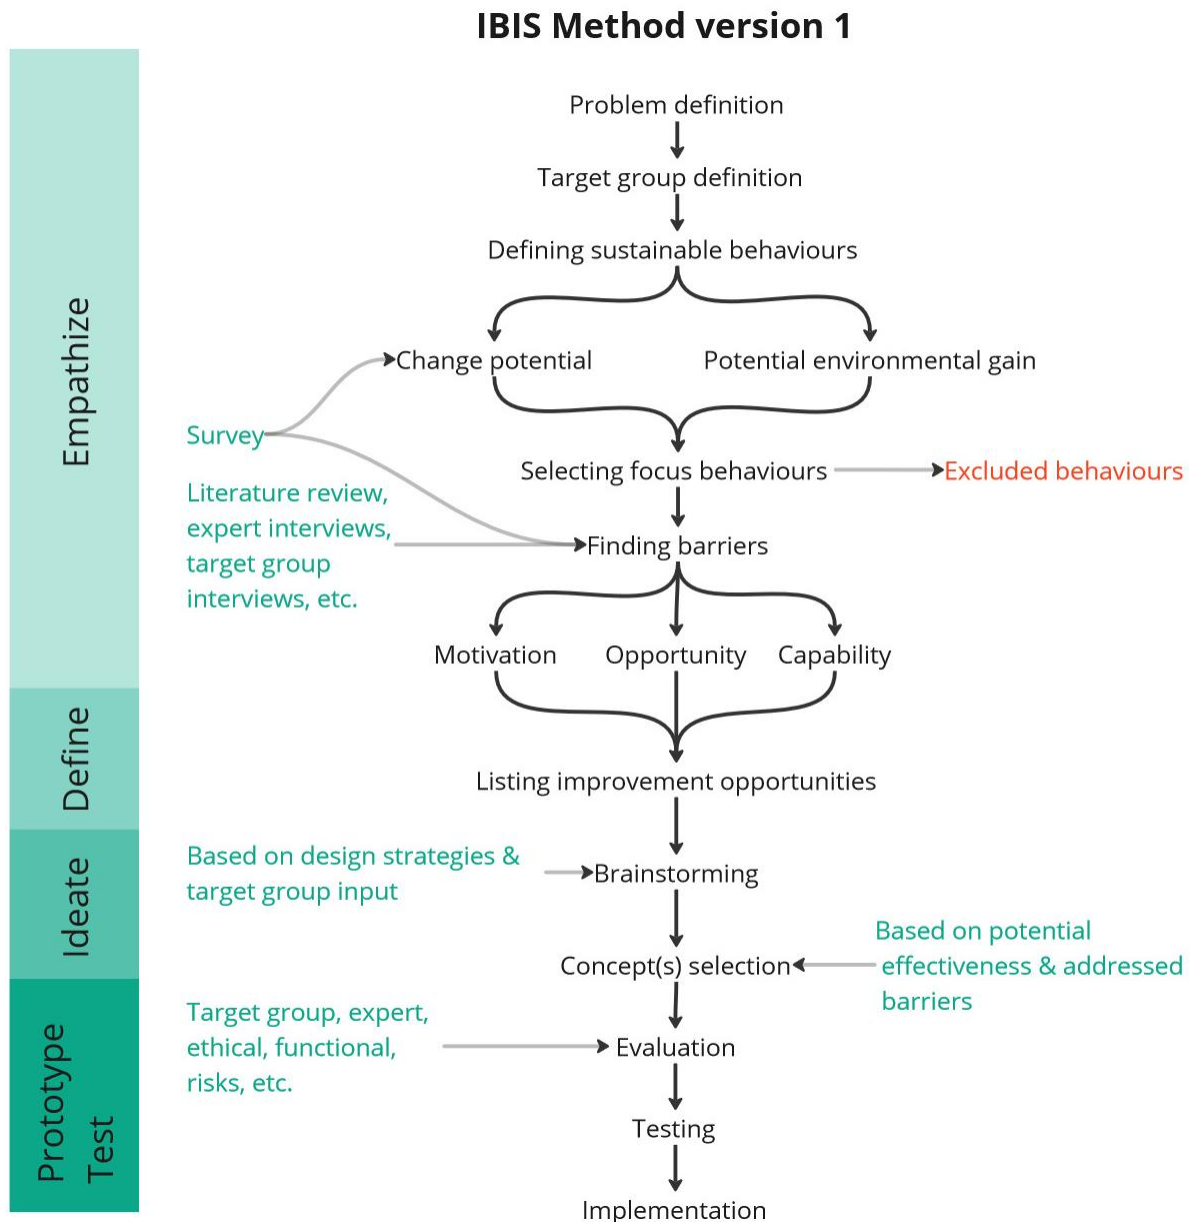 IBIS Method version 1
Empathize
Define
Ideate
Prototype
Test
Problem definition
Target group definition
Defining sustainable behaviours
Change potential
Potential environmental gain
Survey
Selecting focus behaviours
Excluded behaviours
Literature review,
expert interviews,
target group
interviews, etc.
Finding barriers
Motivation
Opportunity
Capability
Listing improvement opportunities
Based on design strategies &
target group input
Brainstorming
Concept(s) selection
Based on potential
effectiveness & addressed
barriers
Target group, expert,
ethical, functional,
risks, etc.
Evaluation
Testing
Implementation